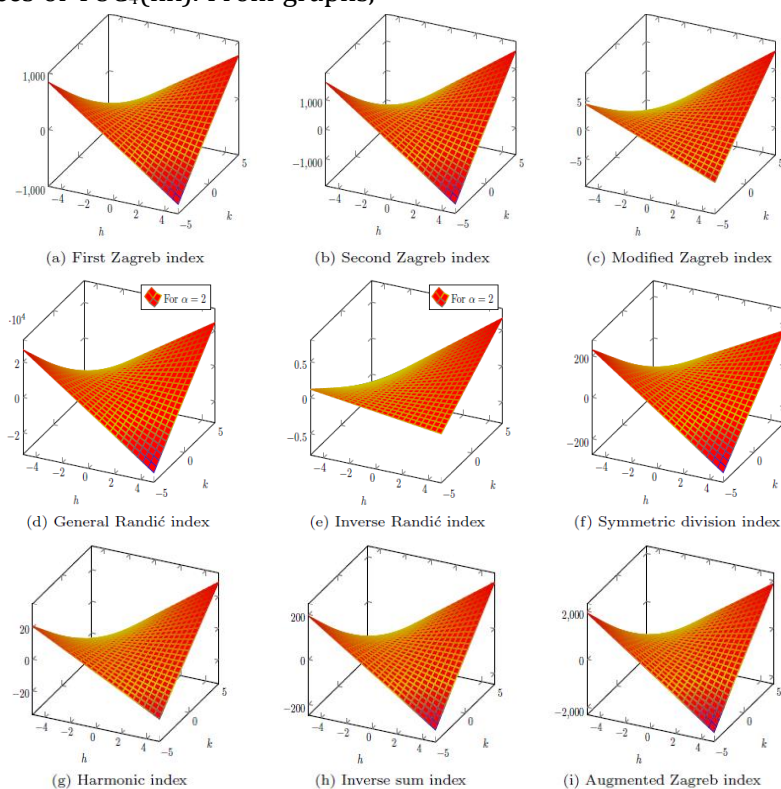 From graphs,
1,000
0
−1,000
−4 −2 0 2 4
−5 0 5
h
k
(a) First Zagreb index
1,000
0
−1,000
−4 −2 0 2 4
−5 0 5
h
k
(b) Second Zagreb index
5
0
−5
−4 −2 0 2 4
−5 0 5
h
k
(c) Modified Zagreb index
For α = 2
·10⁴
2
0
−2
−4 −2 0 2 4
−5 0 5
h
k
(d) General Randić index
For α = 2
0.5
0
−0.5
−4 −2 0 2 4
−5 0 5
h
k
(e) Inverse Randić index
200
0
−200
−4 −2 0 2 4
−5 0 5
h
k
(f) Symmetric division index
20
0
−20
−4 −2 0 2 4
−5 0 5
h
k
(g) Harmonic index
200
0
−200
−4 −2 0 2 4
−5 0 5
h
k
(h) Inverse sum index
2,000
0
−2,000
−4 −2 0 2 4
−5 0 5
h
k
(i) Augmented Zagreb index